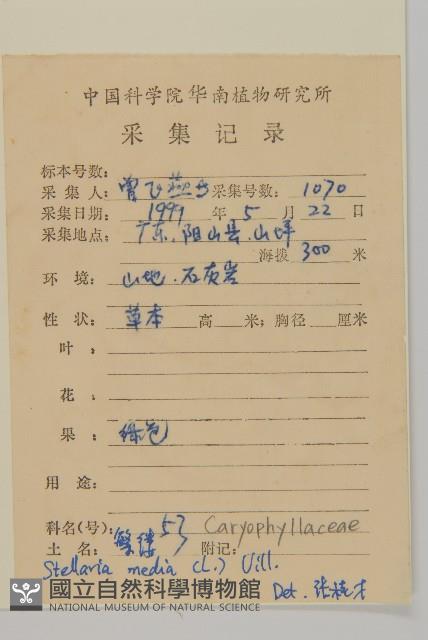 中国科学院华南植物研究所
采集记录
标本号数:
采集人: 曾飞燕 采集号数: 1070
采集日期: 1999 年 5 月 22 日
采集地点: 广东、阳山县、山坪
海拨 300 米
环境: 山地、石灰岩
性状: 草本 高 米; 胸径 厘米
叶:
花:
果: 绿色
用途:
科名(号): 53 Caryophyllaceae
土名: 繁缕 附记:
Stellaria media (L.) Vill.
Det.
國立自然科學博物館
NATIONAL MUSEUM OF NATURAL SCIENCE